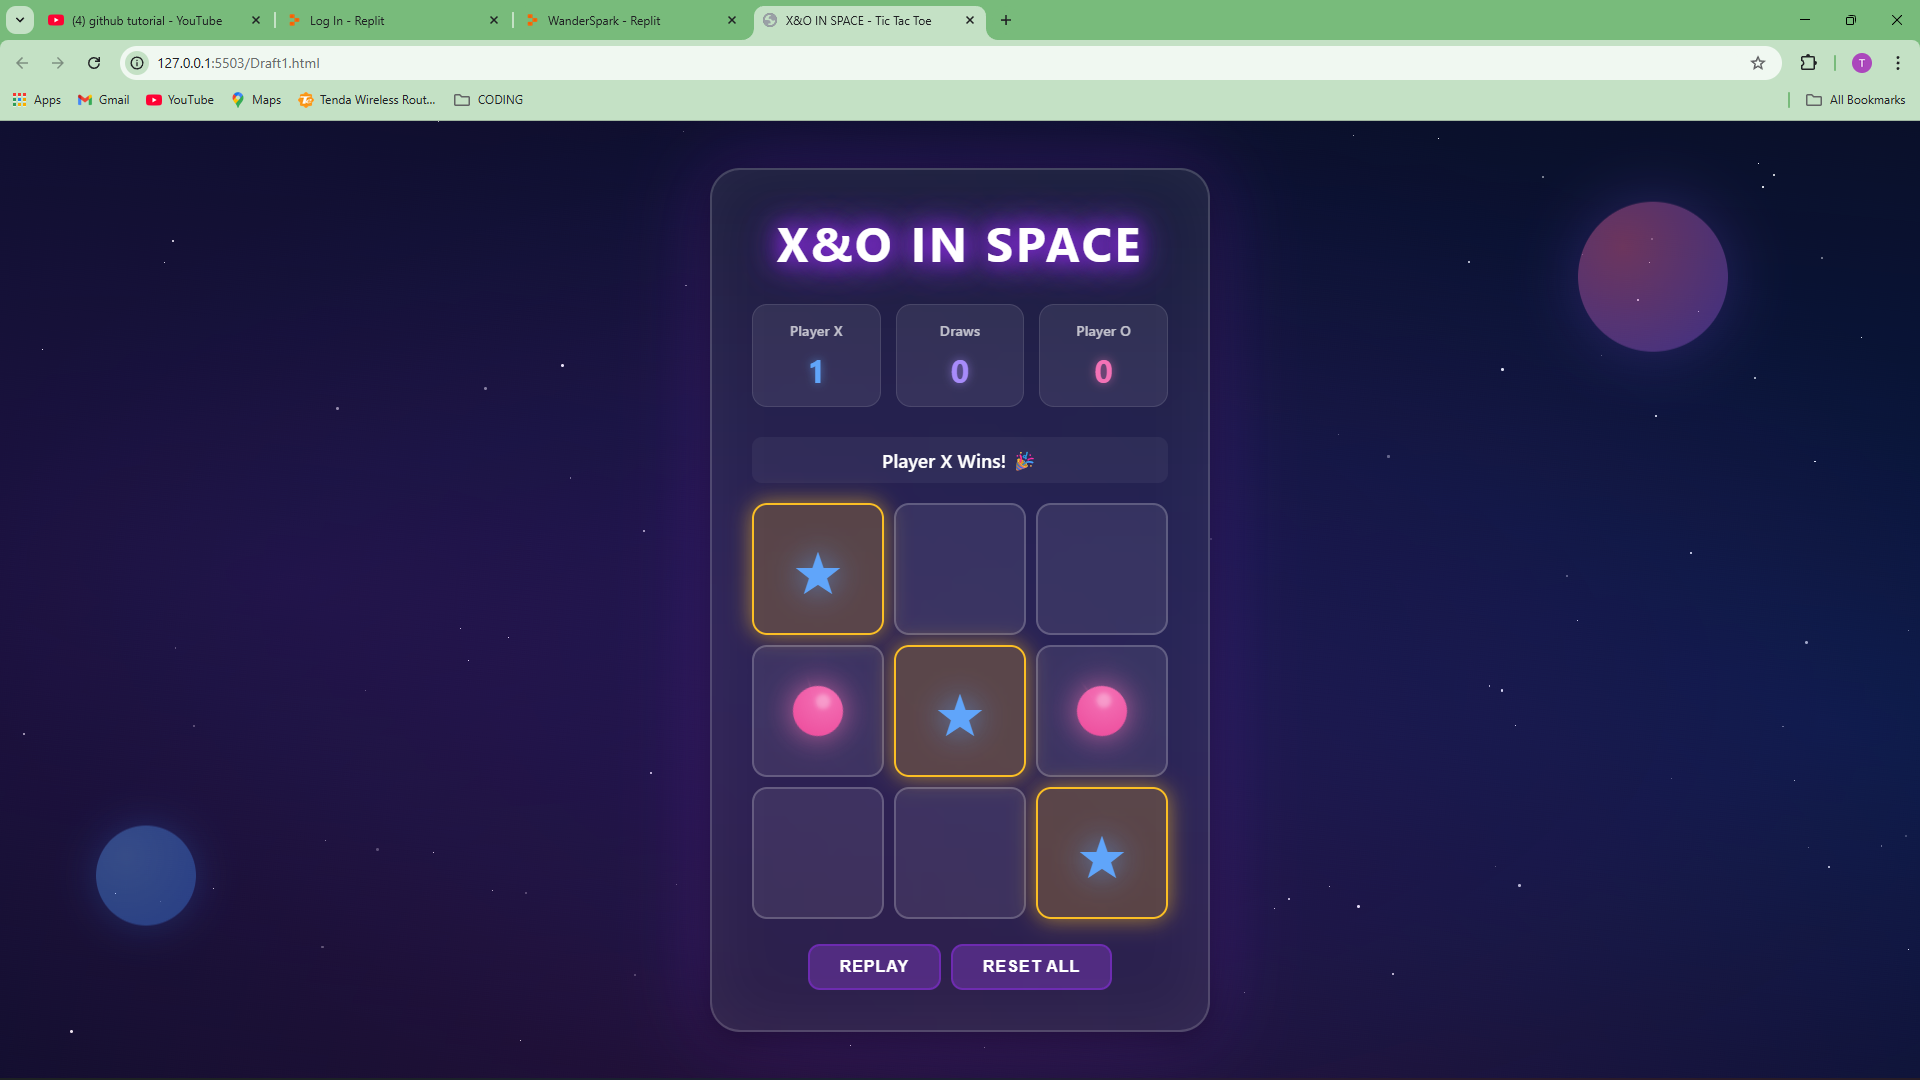 (4) github tutorial - YouTube
Log In - Replit
WanderSpark - Replit
X&O IN SPACE - Tic Tac Toe
127.0.0.1:5503/Draft1.html
T
Apps
Gmail
YouTube
Maps
Tenda Wireless Rout...
CODING
All Bookmarks
X&O IN SPACE
Player X
Draws
Player O
1
0
0
Player X Wins! 🎉
REPLAY
RESET ALL